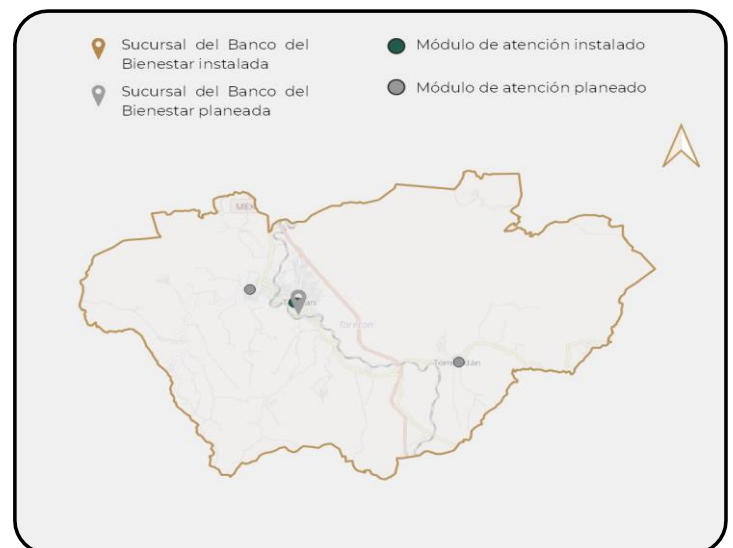 Sucursal del Banco del
Bienestar instalada
Sucursal del Banco del
Bienestar planeada
Módulo de atención instalado
Módulo de atención planeado
MEX
Torreón